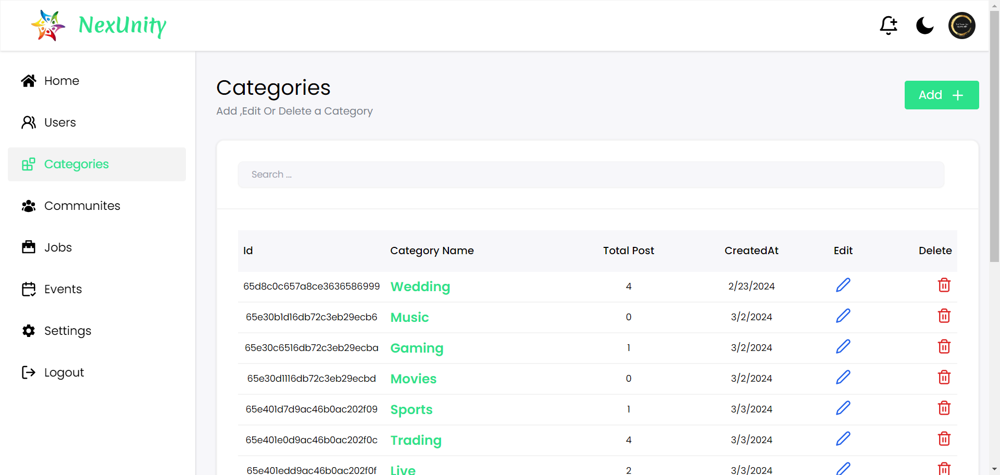 NexUnity
Home
Users
Categories
Communites
Jobs
Events
Settings
Logout
Categories
Add ,Edit Or Delete a Category
Add +
Search ...
Id Category Name Total Post CreatedAt Edit Delete
65d8c0c657a8ce3636586999 Wedding 4 2/23/2024
65e30b1d16db72c3eb29ecb6 Music 0 3/2/2024
65e30c6516db72c3eb29ecba Gaming 1 3/2/2024
65e30d1116db72c3eb29ecbd Movies 0 3/2/2024
65e401d7d9ac46b0ac202f09 Sports 1 3/3/2024
65e401e0d9ac46b0ac202f0c Trading 4 3/3/2024
65e401edd9ac46b0ac202f0f Live 2 3/3/2024